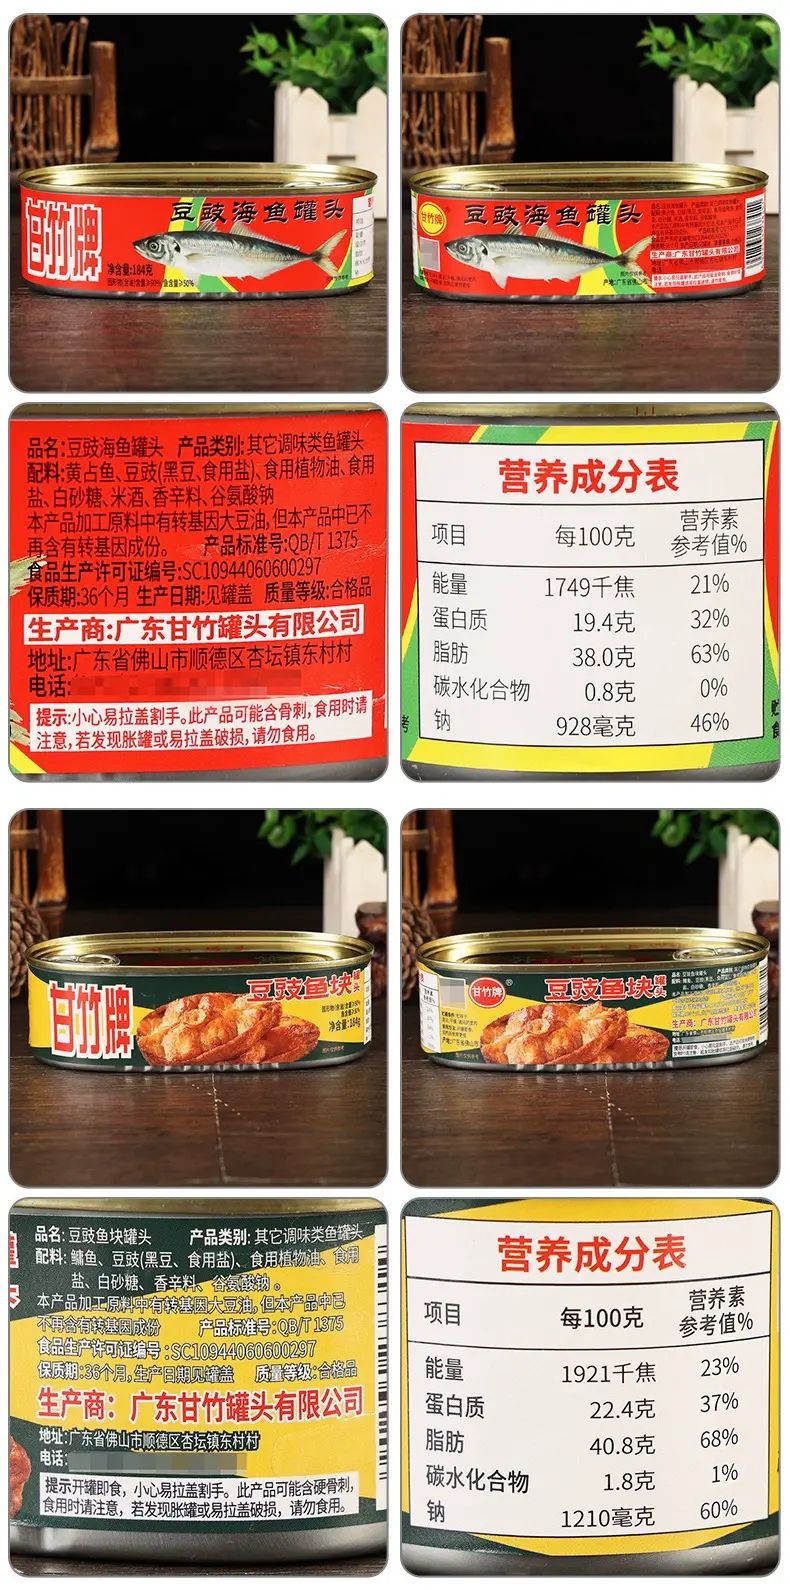 甘竹牌
豆豉海鱼罐头
净含量:184克
固形物(含油)含量≥90% 鱼含量≥50%
甘竹牌
豆豉海鱼罐头
生产商:广东甘竹罐头有限公司
品名:豆豉海鱼罐头 产品类别:其它调味类鱼罐头
配料:黄占鱼、豆豉(黑豆、食用盐)、食用植物油、食用
盐、白砂糖、米酒、香辛料、谷氨酸钠
本产品加工原料中有转基因大豆油,但本产品中已不
再含有转基因成份。 产品标准号:QB/T 1375
食品生产许可证编号:SC10944060600297
保质期:36个月 生产日期:见罐盖 质量等级:合格品
生产商:广东甘竹罐头有限公司
地址:广东省佛山市顺德区杏坛镇东村村
电话:
提示:小心易拉盖割手。此产品可能含骨刺,食用时请
注意,若发现胀罐或易拉盖破损,请勿食用。
营养成分表
项目 每100克 营养素
参考值%
能量 1749千焦 21%
蛋白质 19.4克 32%
脂肪 38.0克 63%
碳水化合物 0.8克 0%
钠 928毫克 46%
甘竹牌
豆豉鱼块罐头
净含量:184g
甘竹牌®
豆豉鱼块罐头
生产商：广东甘竹罐头有限公司
品名: 豆豉鱼块罐头 产品类别: 其它调味类鱼罐头
配料: 鲮鱼、豆豉(黑豆、食用盐)、食用植物油、食用
盐、白砂糖、香辛料、谷氨酸钠。
本产品加工原料中有转基因大豆油,但本产品中已
不再含有转基因成份 产品标准号:QB/T 1375
食品生产许可证编号:SC10944060600297
保质期:36个月,生产日期见罐盖 质量等级:合格品
生产商：广东甘竹罐头有限公司
地址:广东省佛山市顺德区杏坛镇东村村
电话:
提示开罐即食，小心易拉盖割手。此产品可能含硬骨刺，
食用时请注意，若发现胀罐或易拉盖破损，请勿食用。
营养成分表
项目 每100克 营养素
参考值%
能量 1921千焦 23%
蛋白质 22.4克 37%
脂肪 40.8克 68%
碳水化合物 1.8克 1%
钠 1210毫克 60%